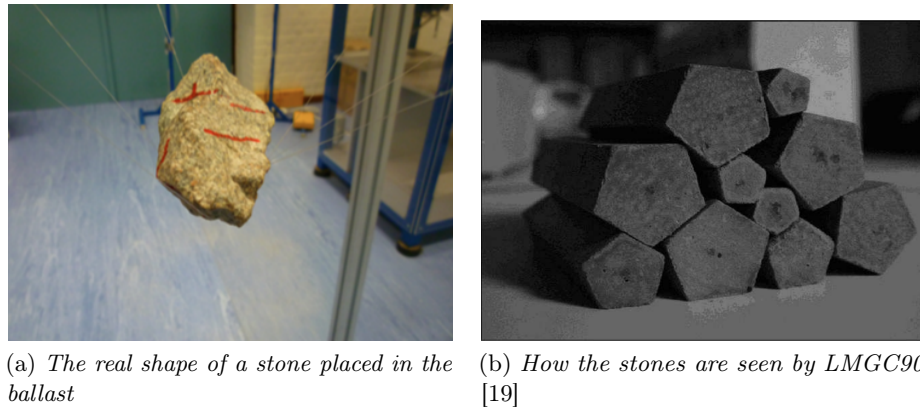 (a) The real shape of a stone placed in the
ballast
(b) How the stones are seen by LMGC90
[19]